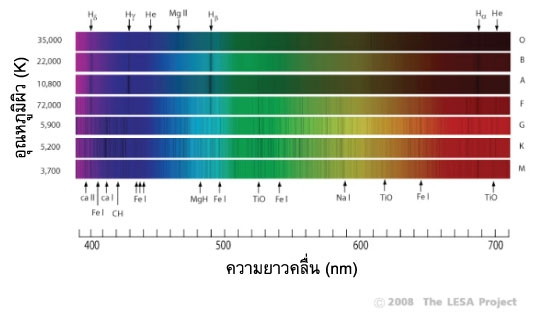 Hδ Hγ He Mg II Hβ Hα He
35,000 O
22,000 B
10,800 A
72,000 F
5,900 G
5,200 K
3,700 M
อุณหภูมิผิว (K)
ca II Fe I ca I CH Fe I MgH Fe I TiO Fe I Na I TiO Fe I TiO
400 500 600 700
ความยาวคลื่น (nm)
© 2008 The LESA Project